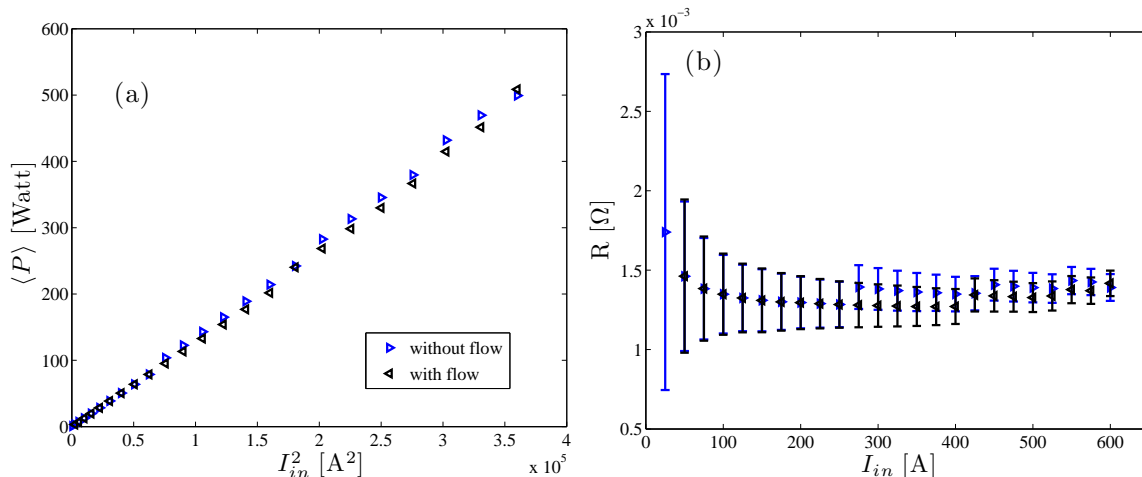 (a)
⟨P⟩ [Watt]
600
500
400
300
200
100
0
0 0.5 1 1.5 2 2.5 3 3.5 4
x 10^5
I_in^2 [A^2]
without flow
with flow
(b)
x 10^-3
R [Ω]
3
2.5
2
1.5
1
0.5
0 100 200 300 400 500 600
I_in [A]